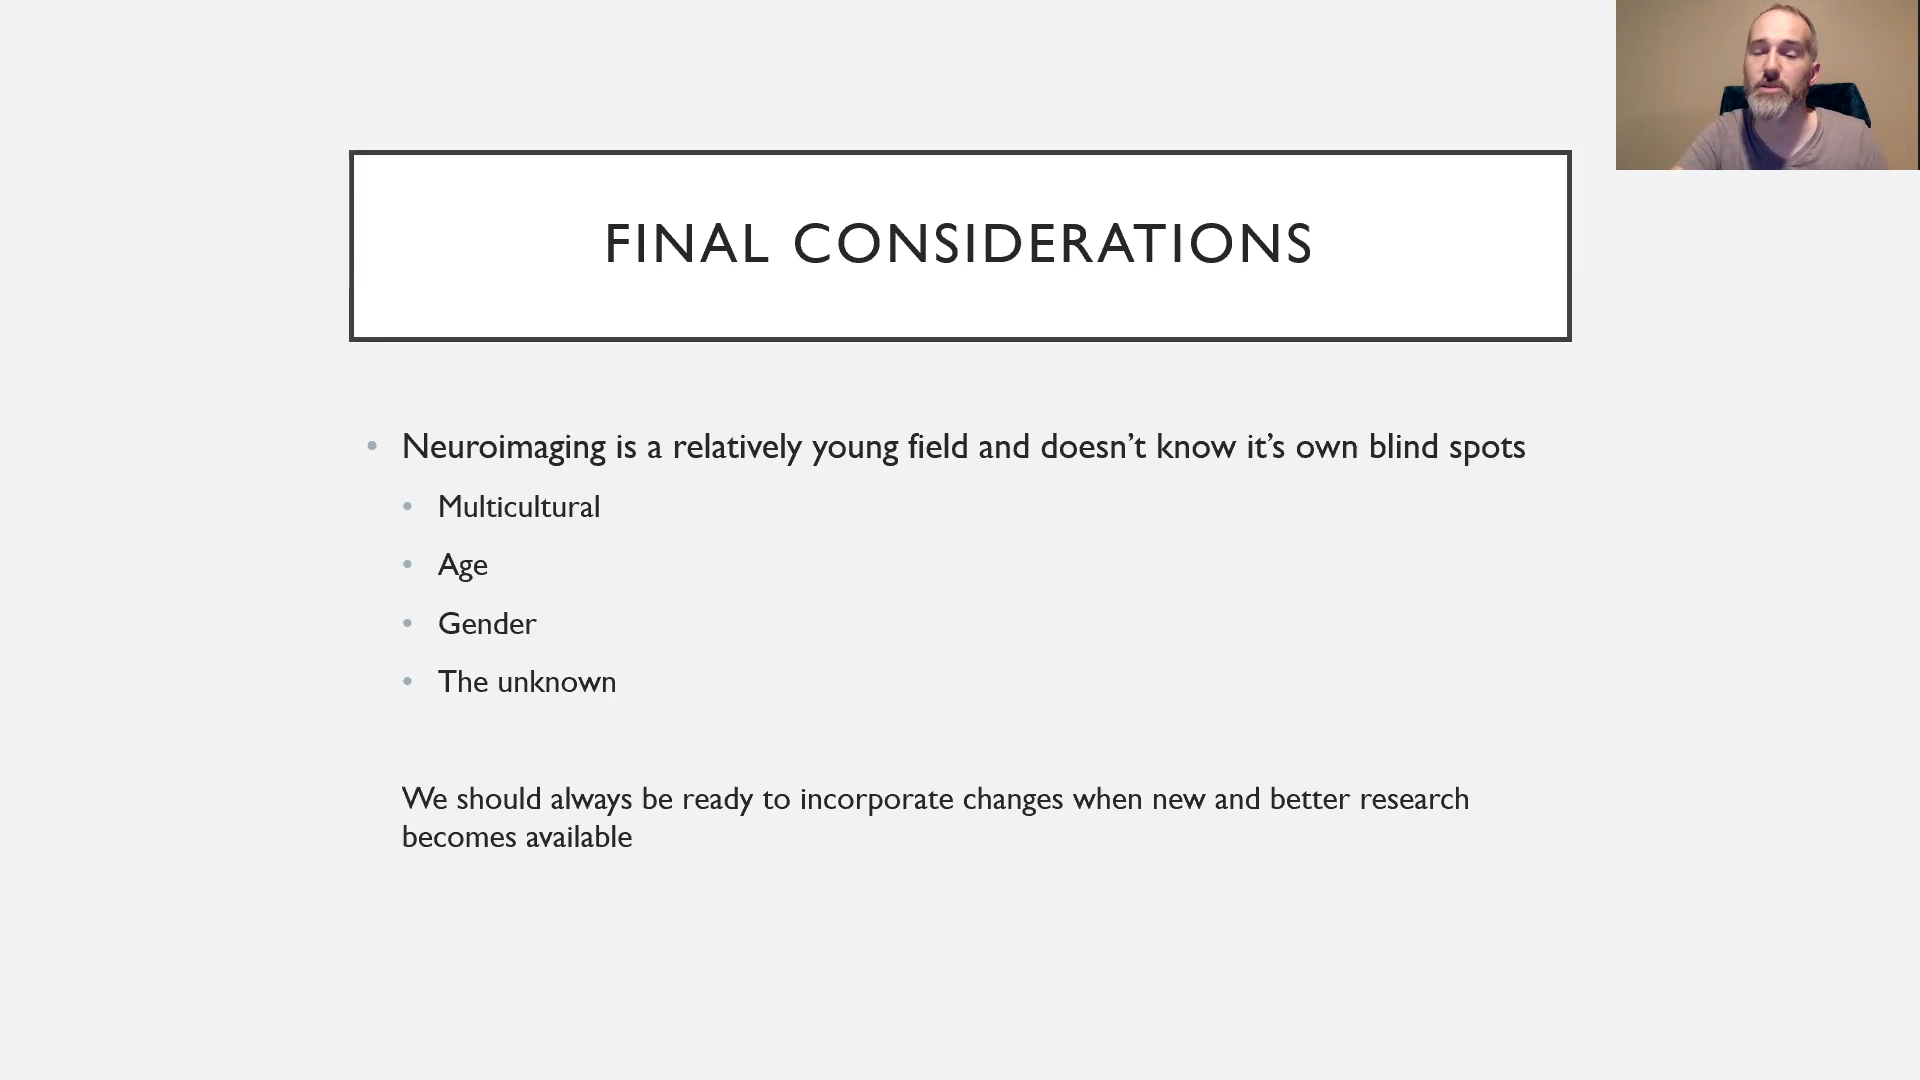 FINAL CONSIDERATIONS
• Neuroimaging is a relatively young field and doesn’t know it’s own blind spots
• Multicultural
• Age
• Gender
• The unknown
We should always be ready to incorporate changes when new and better research
becomes available